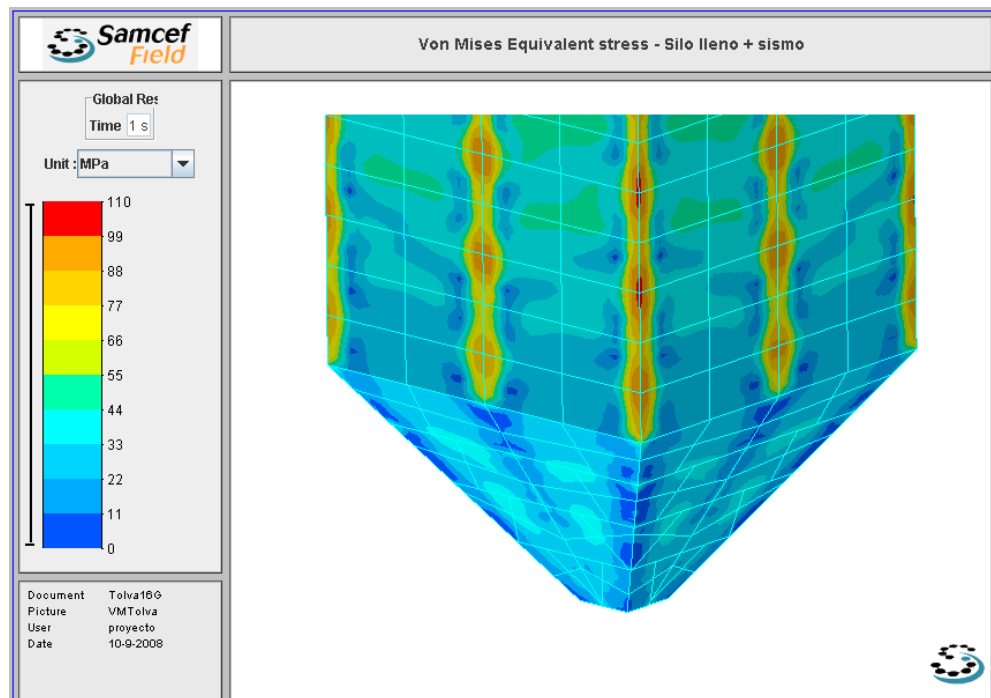 Samcef
Field
Von Mises Equivalent stress - Silo lleno + sismo
Global Res
Time 1 s
Unit : MPa
110
99
88
77
66
55
44
33
22
11
0
Document Tolva16G
Picture VMTolva
User proyecto
Date 10-9-2008